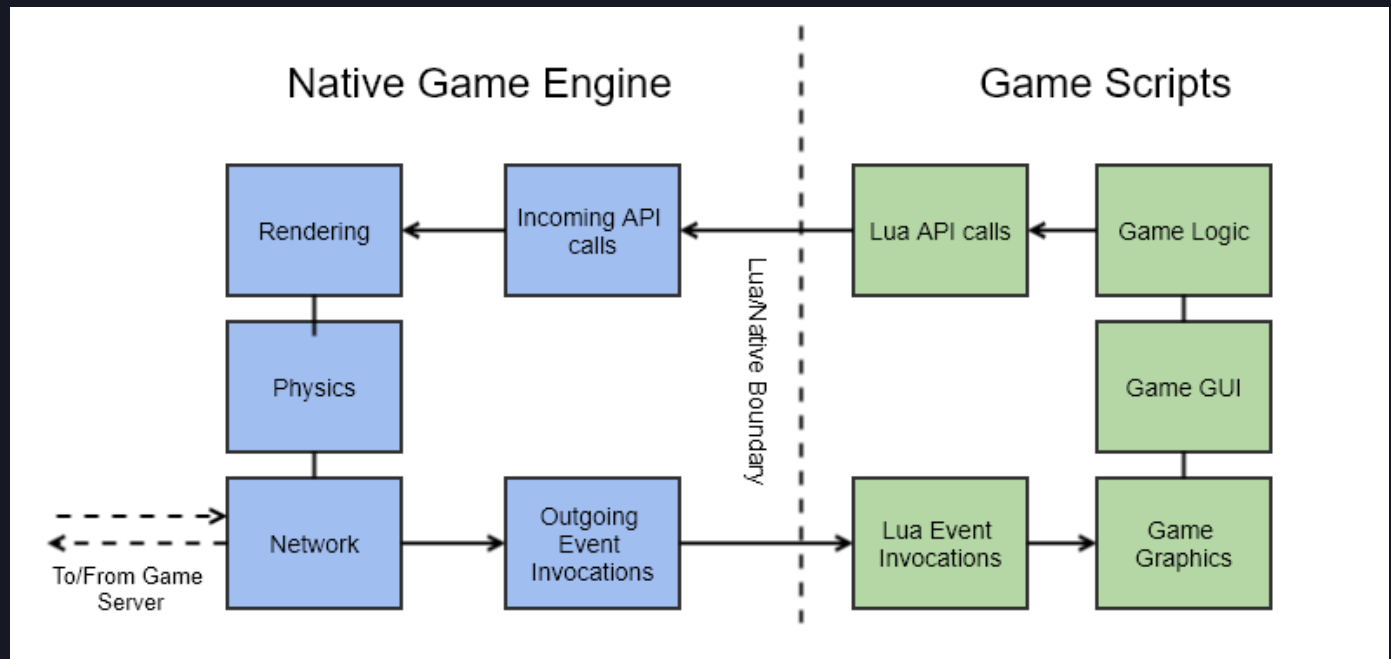 Native Game Engine
Game Scripts
Rendering
Incoming API
calls
Lua API calls
Game Logic
Lua/Native Boundary
Physics
Game GUI
Network
Outgoing
Event
Invocations
Lua Event
Invocations
Game
Graphics
To/From Game
Server